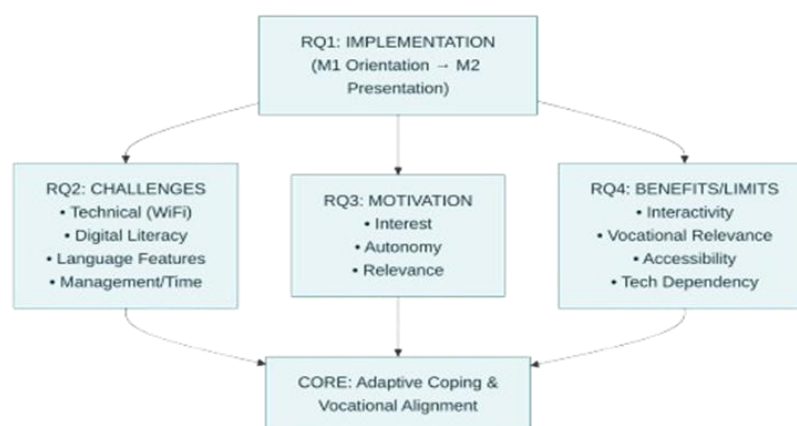 RQ1: IMPLEMENTATION
(M1 Orientation → M2
Presentation)
RQ2: CHALLENGES
• Technical (WiFi)
• Digital Literacy
• Language Features
• Management/Time
RQ3: MOTIVATION
• Interest
• Autonomy
• Relevance
RQ4: BENEFITS/LIMITS
• Interactivity
• Vocational Relevance
• Accessibility
• Tech Dependency
CORE: Adaptive Coping &
Vocational Alignment